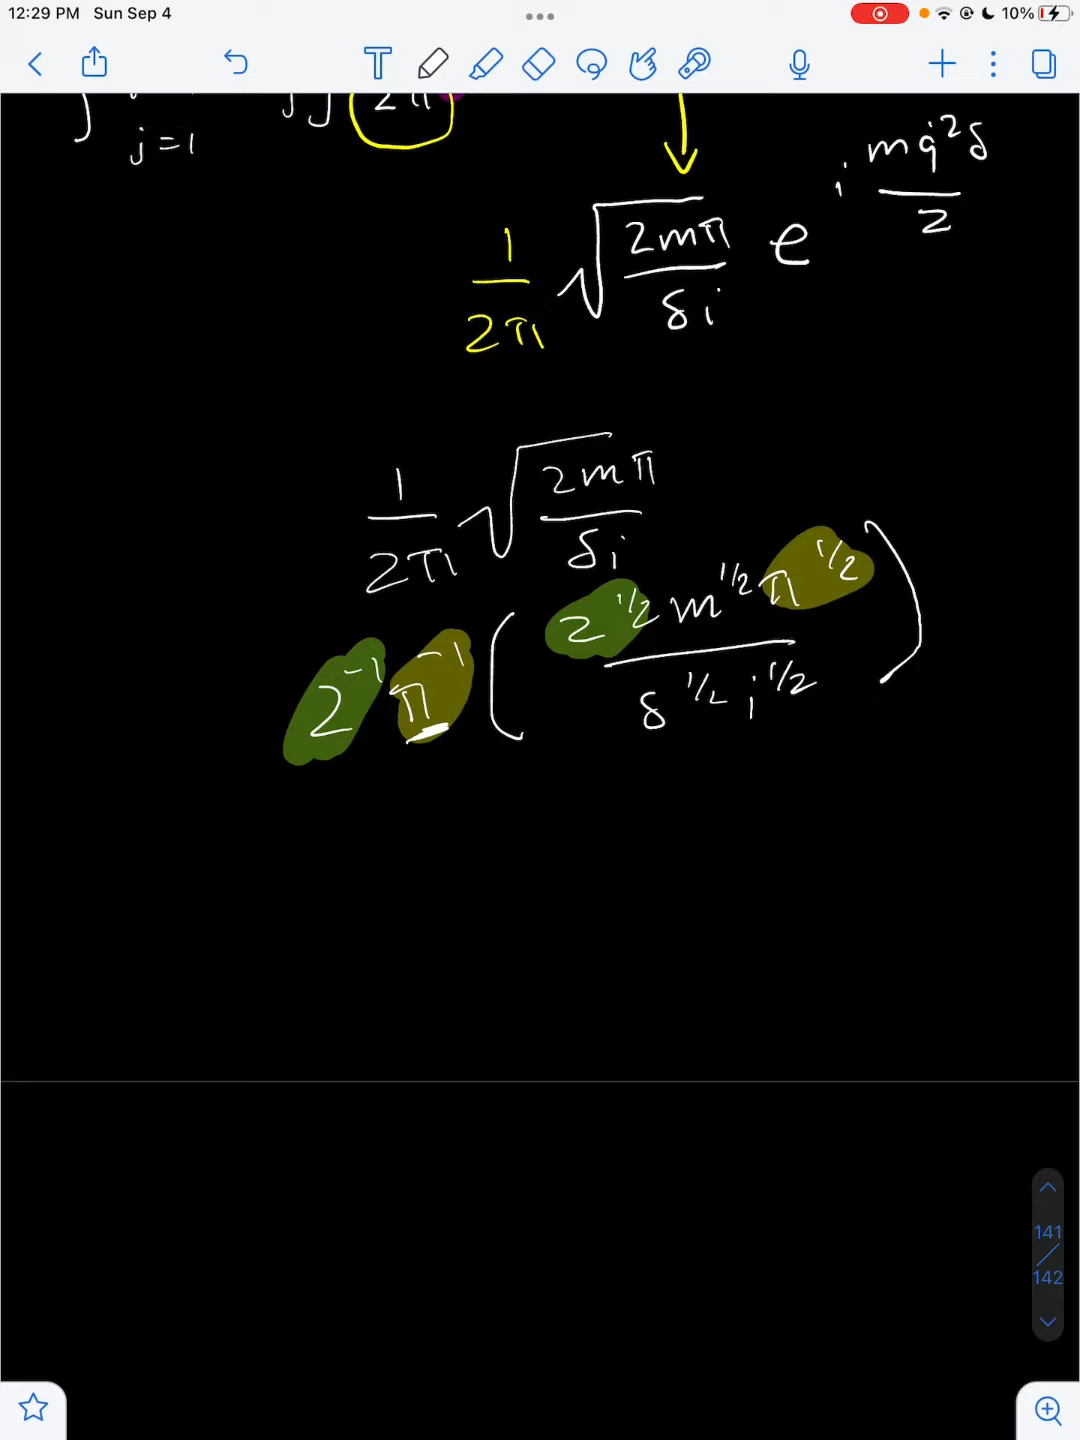 12:29 PM Sun Sep 4
10%
T
j=1
2π
1/2π √(2mπ/δi) e^(i mq̇²δ/2)
1/2π √(2mπ/δi)
2⁻¹ π⁻¹ (2^(1/2) m^(1/2) π^(1/2) / δ^(1/2) i^(1/2))
141
142